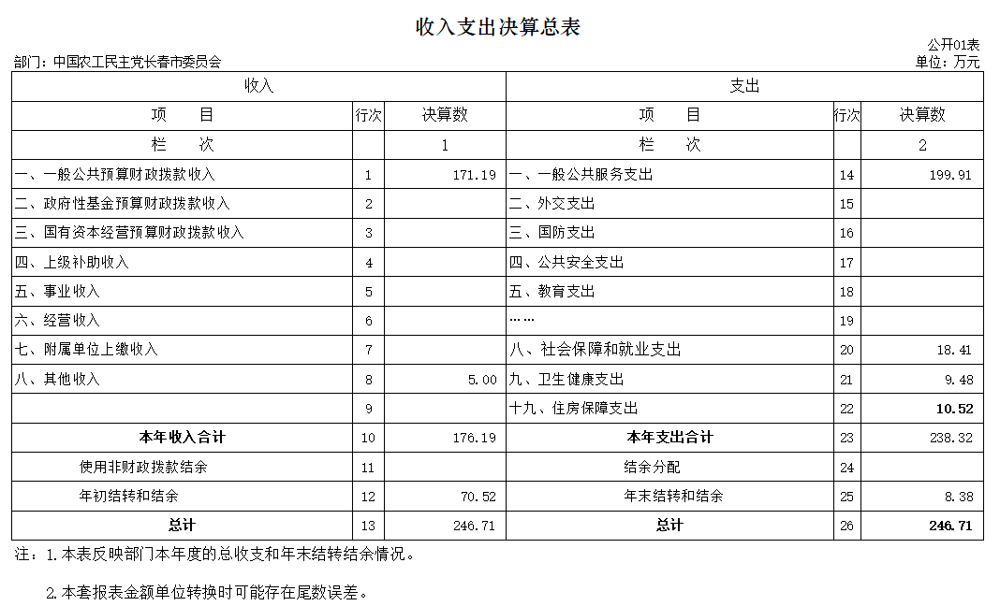 收入支出决算总表
公开01表
部门：中国农工民主党长春市委员会 单位：万元
收入 支出
项 目 行次 决算数 项 目 行次 决算数
栏 次 1 栏 次 2
一、一般公共预算财政拨款收入 1 171.19 一、一般公共服务支出 14 199.91
二、政府性基金预算财政拨款收入 2 二、外交支出 15
三、国有资本经营预算财政拨款收入 3 三、国防支出 16
四、上级补助收入 4 四、公共安全支出 17
五、事业收入 5 五、教育支出 18
六、经营收入 6 …… 19
七、附属单位上缴收入 7 八、社会保障和就业支出 20 18.41
八、其他收入 8 5.00 九、卫生健康支出 21 9.48
9 十九、住房保障支出 22 10.52
本年收入合计 10 176.19 本年支出合计 23 238.32
使用非财政拨款结余 11 结余分配 24
年初结转和结余 12 70.52 年末结转和结余 25 8.38
总计 13 246.71 总计 26 246.71
注：1.本表反映部门本年度的总收支和年末结转结余情况。
2.本套报表金额单位转换时可能存在尾数误差。